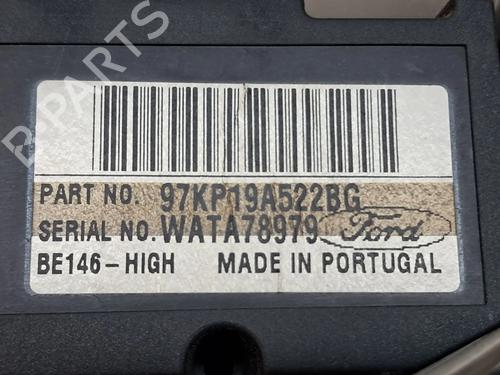 B-PARTS
PART NO. 97KP19A522BG
SERIAL NO. WATA78979 Ford
BE146-HIGH MADE IN PORTUGAL